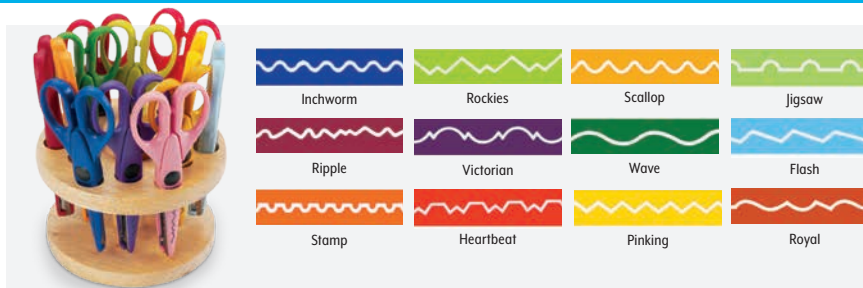 Inchworm Rockies Scallop Jigsaw
Ripple Victorian Wave Flash
Stamp Heartbeat Pinking Royal